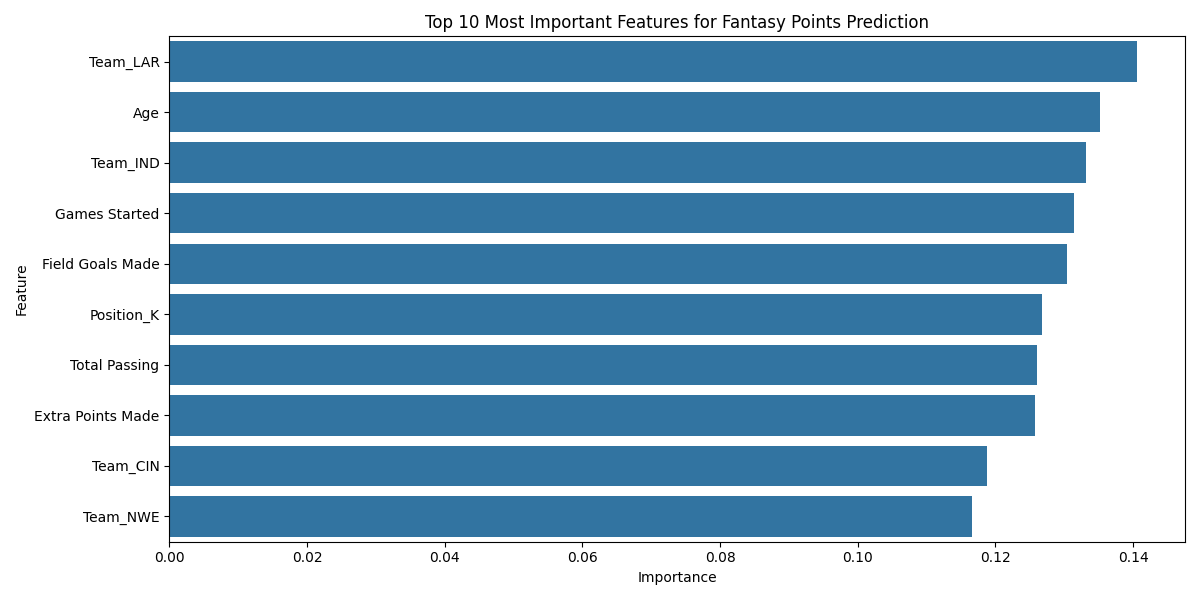 Top 10 Most Important Features for Fantasy Points Prediction
Feature
Team_LAR
Age
Team_IND
Games Started
Field Goals Made
Position_K
Total Passing
Extra Points Made
Team_CIN
Team_NWE
0.00 0.02 0.04 0.06 0.08 0.10 0.12 0.14
Importance